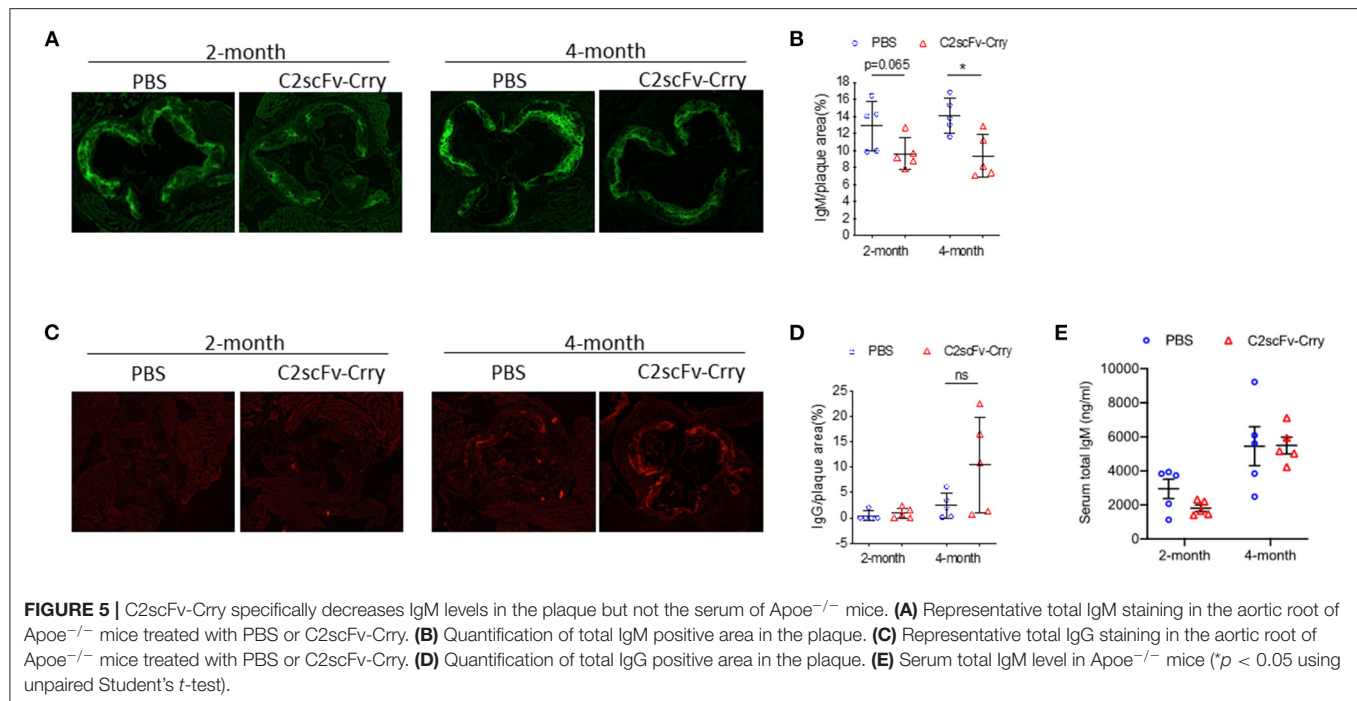 A
2-month
4-month
PBS
C2scFv-Crry
PBS
C2scFv-Crry
B
PBS
C2scFv-Crry
p=0.065
*
IgM/plaque area(%)
18
16
14
12
10
8
6
4
2
0
2-month
4-month
C
2-month
4-month
PBS
C2scFv-Crry
PBS
C2scFv-Crry
D
PBS
C2scFv-Crry
ns
IgG/plaque area(%)
25
20
15
10
5
0
-5
2-month
4-month
E
PBS
C2scFv-Crry
Serum total IgM (ng/ml)
10000
8000
6000
4000
2000
0
2-month
4-month
FIGURE 5 | C2scFv-Crry specifically decreases IgM levels in the plaque but not the serum of Apoe−/− mice. (A) Representative total IgM staining in the aortic root of
Apoe−/− mice treated with PBS or C2scFv-Crry. (B) Quantification of total IgM positive area in the plaque. (C) Representative total IgG staining in the aortic root of
Apoe−/− mice treated with PBS or C2scFv-Crry. (D) Quantification of total IgG positive area in the plaque. (E) Serum total IgM level in Apoe−/− mice (*p < 0.05 using
unpaired Student's t-test).